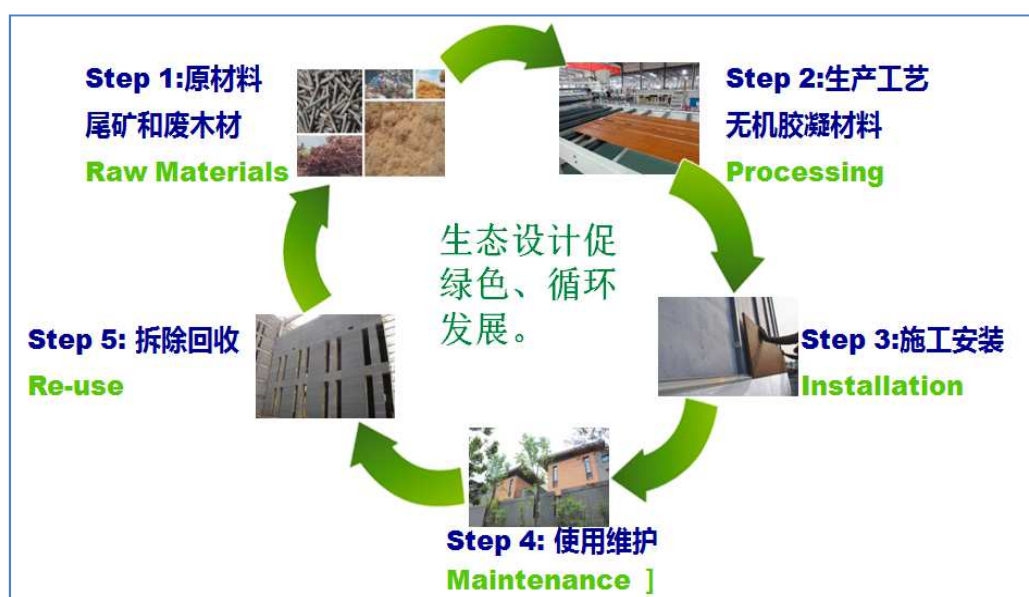 Step 1:原材料
尾矿和废木材
Raw Materials
Step 2:生产工艺
无机胶凝材料
Processing
生态设计促
绿色、循环
发展。
Step 3:施工安装
Installation
Step 4: 使用维护
Maintenance ]
Step 5: 拆除回收
Re-use